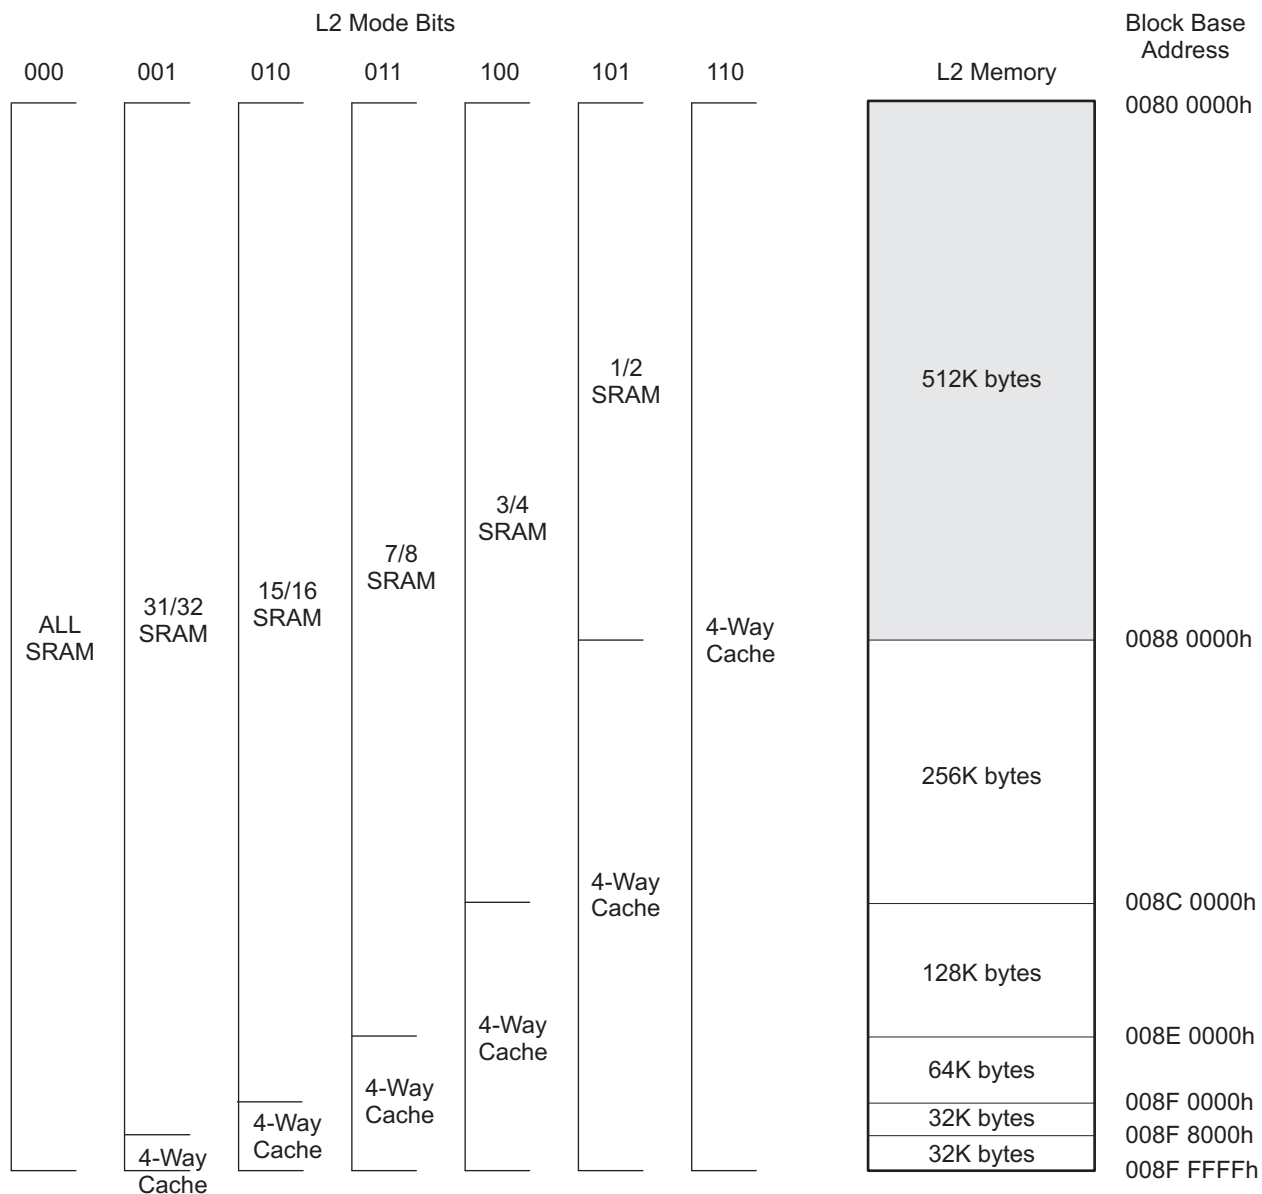 L2 Mode Bits
Block Base
Address
000 001 010 011 100 101 110 L2 Memory
0080 0000h
1/2
SRAM
512K bytes
3/4
SRAM
7/8
SRAM
15/16
SRAM
31/32
SRAM
ALL
SRAM
4-Way
Cache
0088 0000h
256K bytes
4-Way
Cache
008C 0000h
128K bytes
4-Way
Cache
008E 0000h
64K bytes
4-Way
Cache
008F 0000h
32K bytes
4-Way
Cache
008F 8000h
32K bytes
4-Way
Cache
008F FFFFh